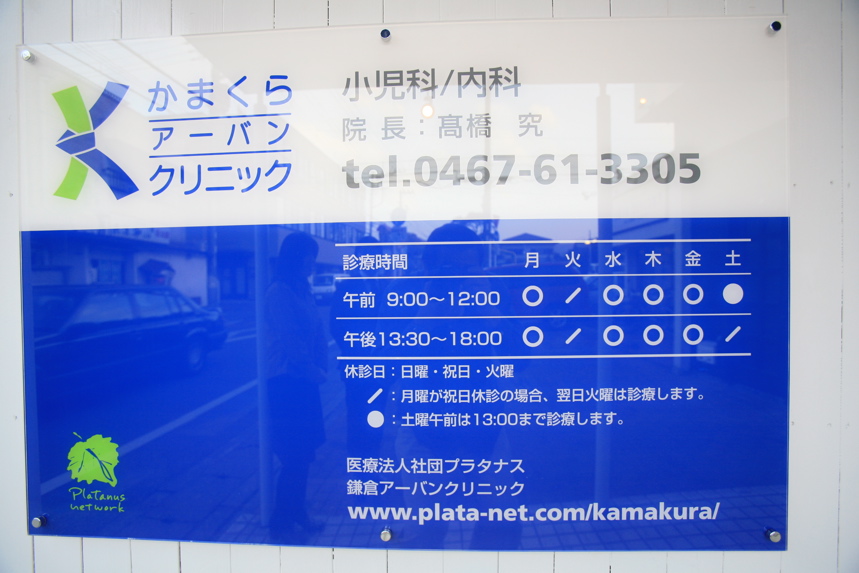 かまくら
アーバン
クリニック
小児科/内科
院長:髙橋 究
tel.0467-61-3305
診療時間 月 火 水 木 金 土
午前 9:00〜12:00 ○ / ○ ○ ○ ●
午後13:30〜18:00 ○ / ○ ○ ○ /
休診日:日曜・祝日・火曜
/:月曜が祝日休診の場合、翌日火曜は診療します。
●:土曜午前は13:00まで診療します。
医療法人社団プラタナス
鎌倉アーバンクリニック
www.plata-net.com/kamakura/
Platanus
network